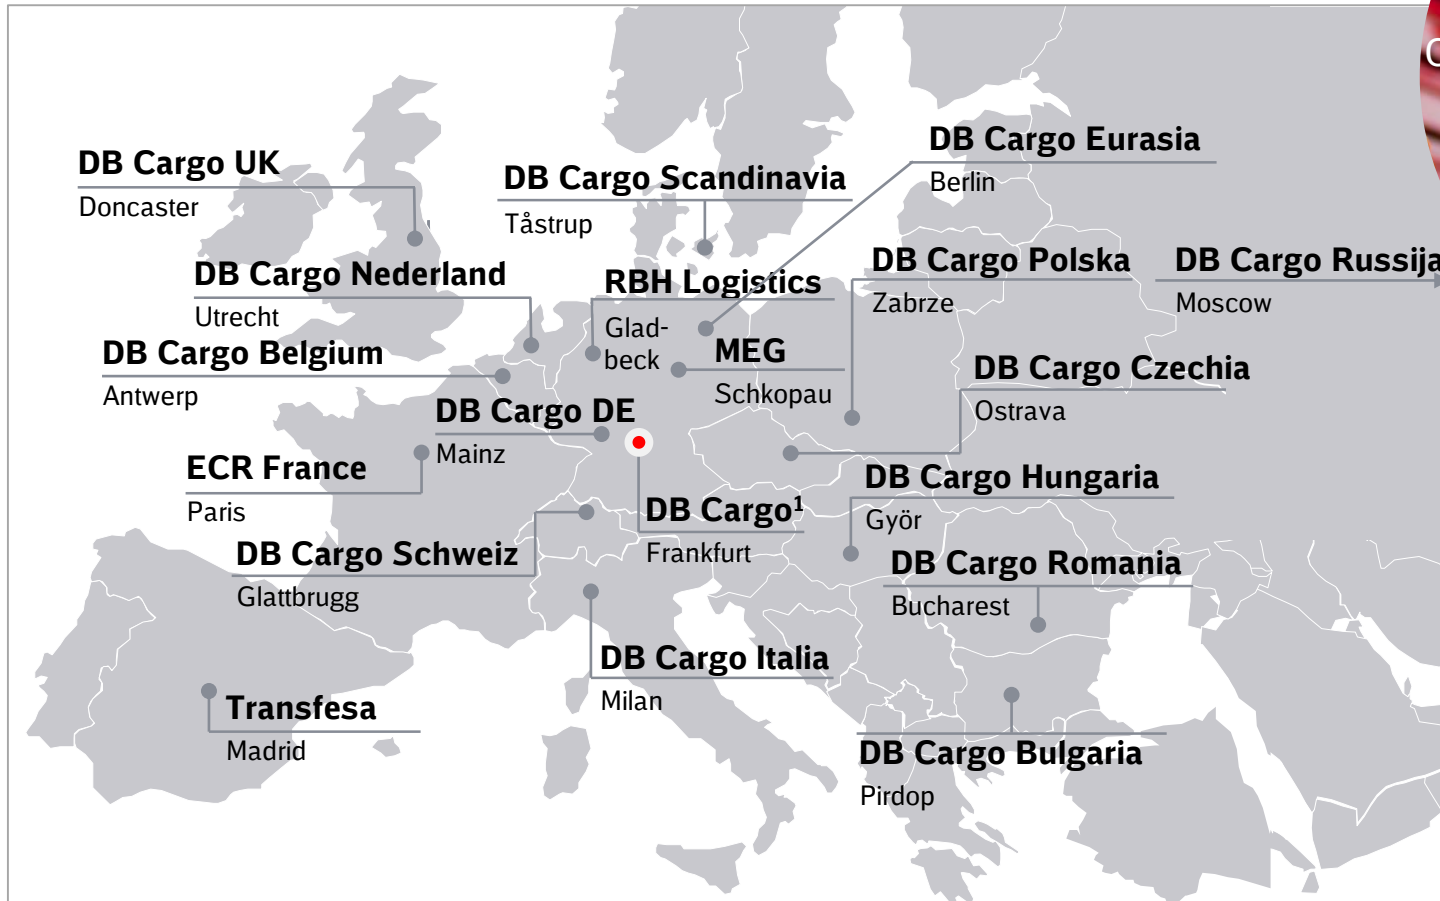 DB Cargo UK
Doncaster
DB Cargo Scandinavia
Tåstrup
DB Cargo Eurasia
Berlin
DB Cargo Nederland
Utrecht
RBH Logistics
Glad-
beck
DB Cargo Polska
Zabrze
DB Cargo Russija
Moscow
DB Cargo Belgium
Antwerp
MEG
Schkopau
DB Cargo Czechia
Ostrava
DB Cargo DE
Mainz
ECR France
Paris
DB Cargo¹
Frankfurt
DB Cargo Hungaria
Györ
DB Cargo Schweiz
Glattbrugg
DB Cargo Romania
Bucharest
DB Cargo Italia
Milan
Transfesa
Madrid
DB Cargo Bulgaria
Pirdop